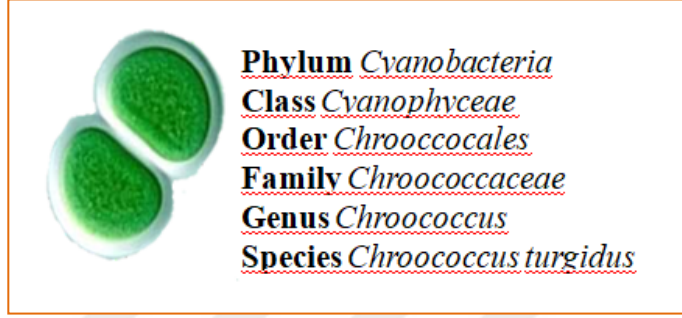 Phylum Cyanobacteria
Class Cyanophyceae
Order Chrooccocales
Family Chroococcaceae
Genus Chroococcus
Species Chroococcus turgidus